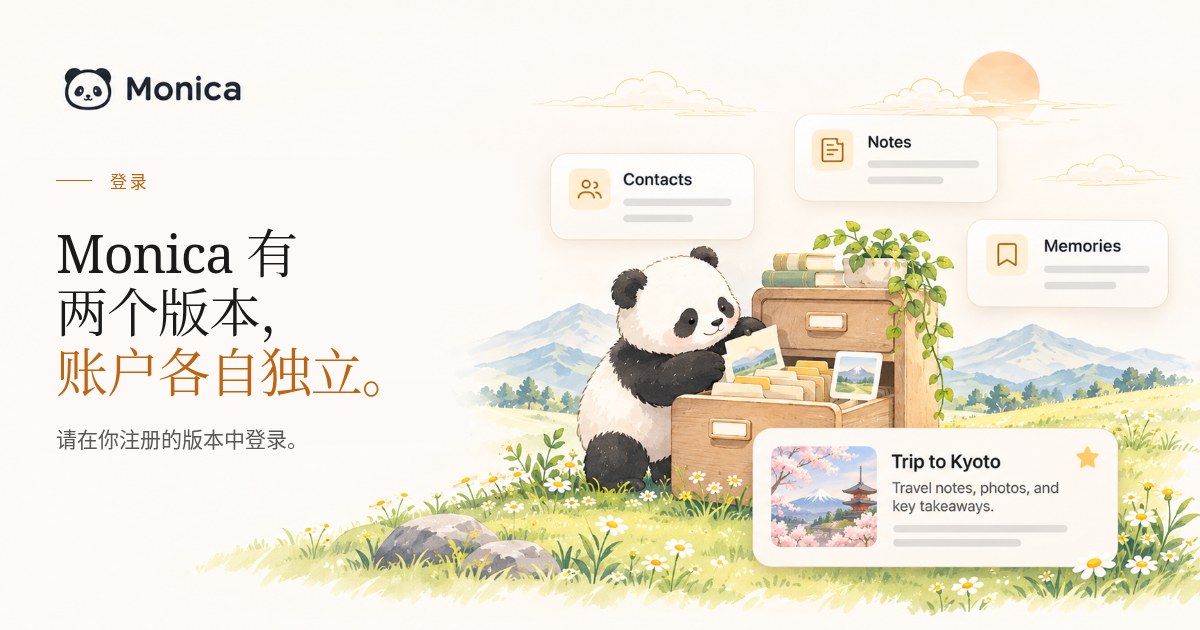 Monica
登录
Monica 有
两个版本,
账户各自独立。
请在你注册的版本中登录。
Contacts
Notes
Memories
Trip to Kyoto
Travel notes, photos, and
key takeaways.